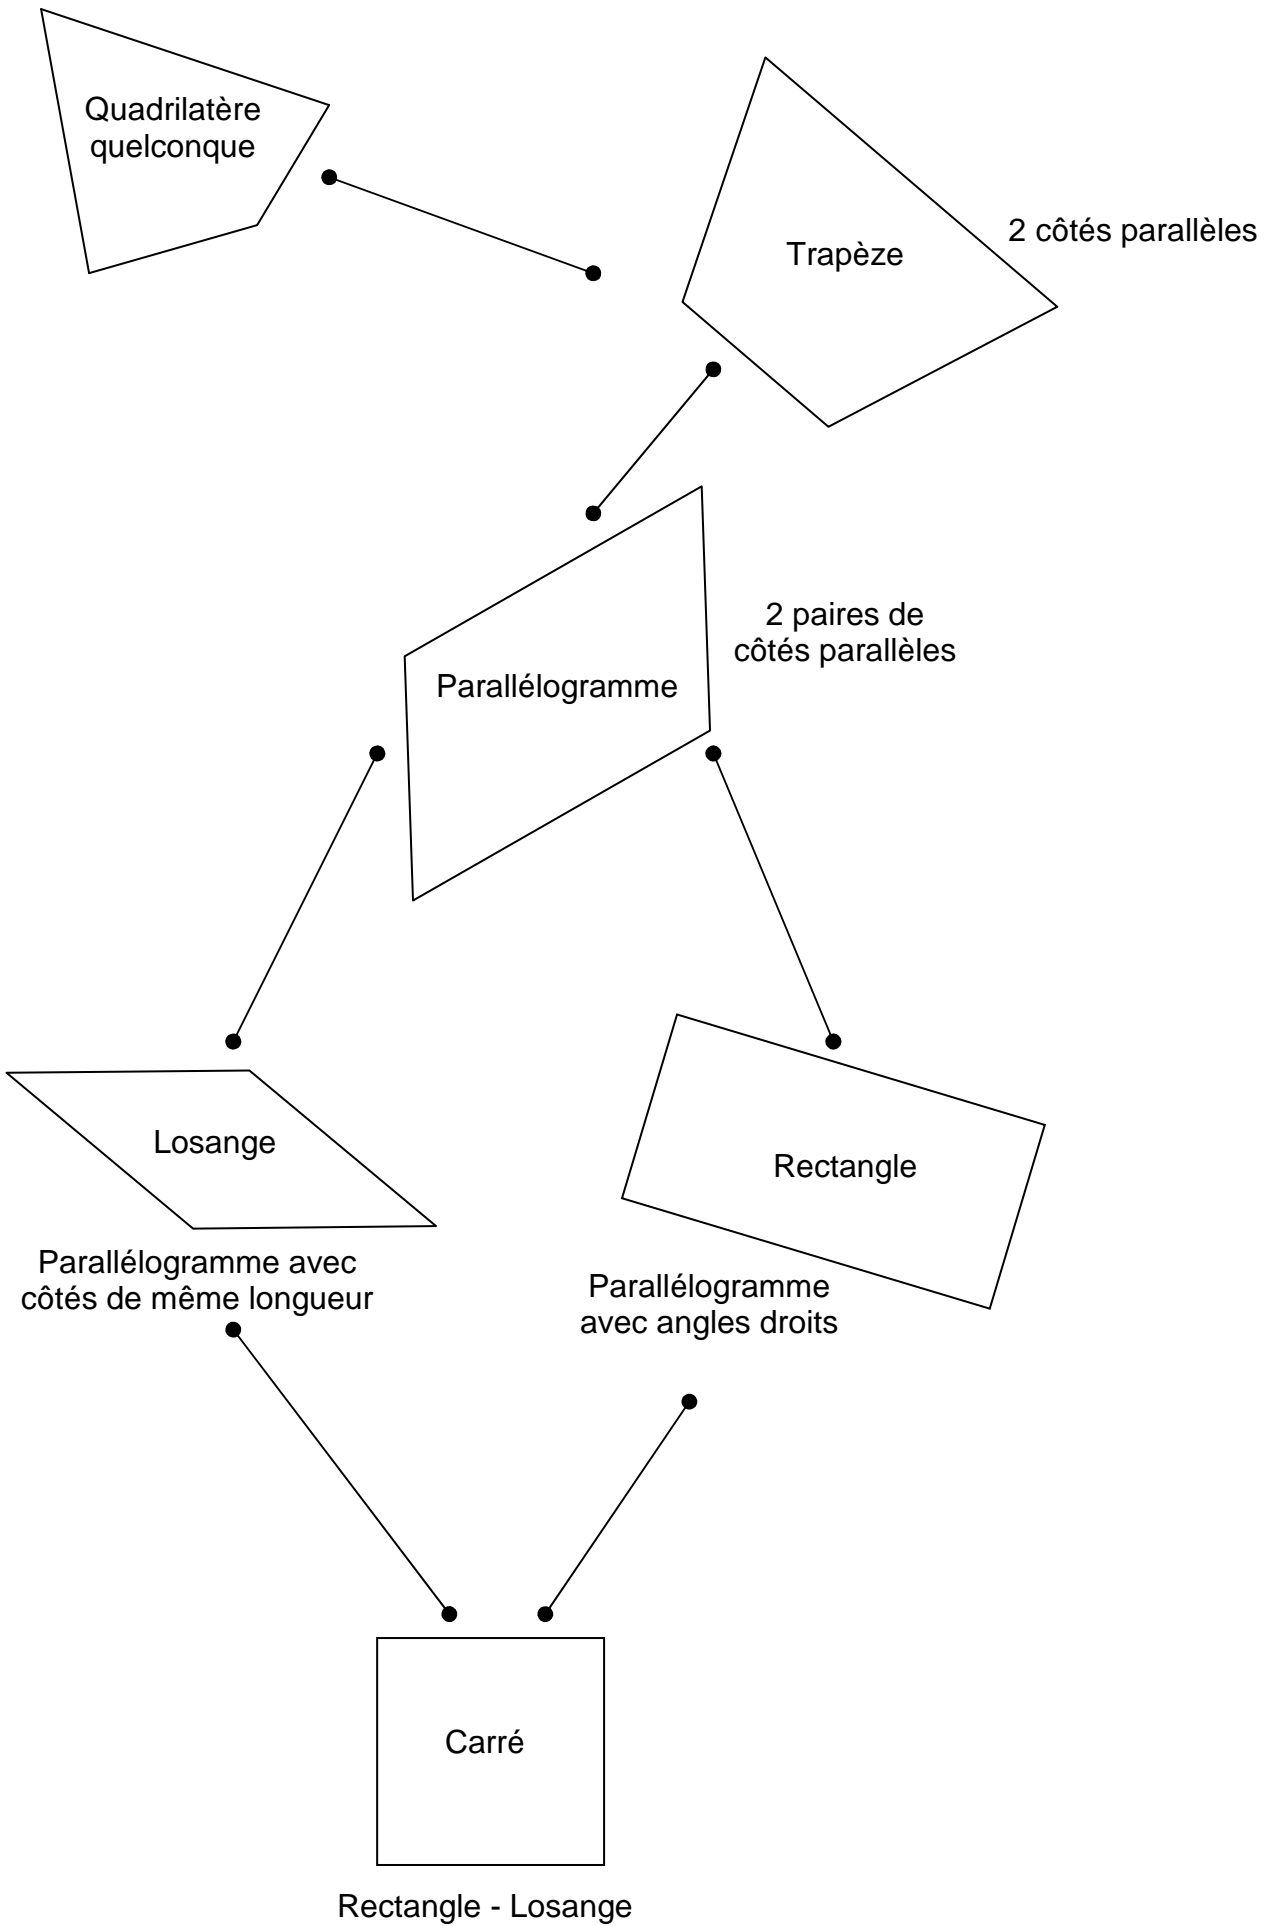 Quadrilatère
quelconque
2 côtés parallèles
Trapèze
2 paires de
côtés parallèles
Parallélogramme
Losange
Rectangle
Parallélogramme avec
côtés de même longueur
Parallélogramme
avec angles droits
Carré
Rectangle - Losange